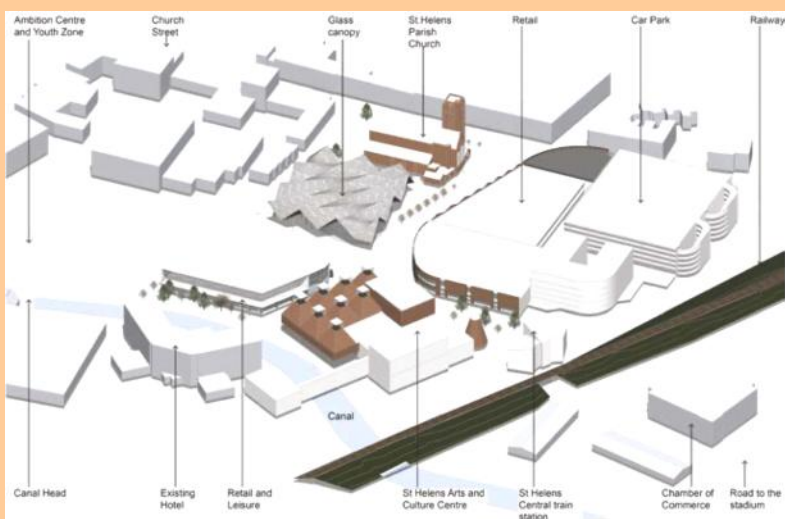 Ambition Centre
and Youth Zone
Church
Street
Glass
canopy
St Helens
Parish
Church
Retail
Car Park
Railway
Canal
Canal Head
Existing
Hotel
Retail and
Leisure
St Helens Arts and
Culture Centre
St Helens
Central train
station
Chamber of
Commerce
Road to the
stadium